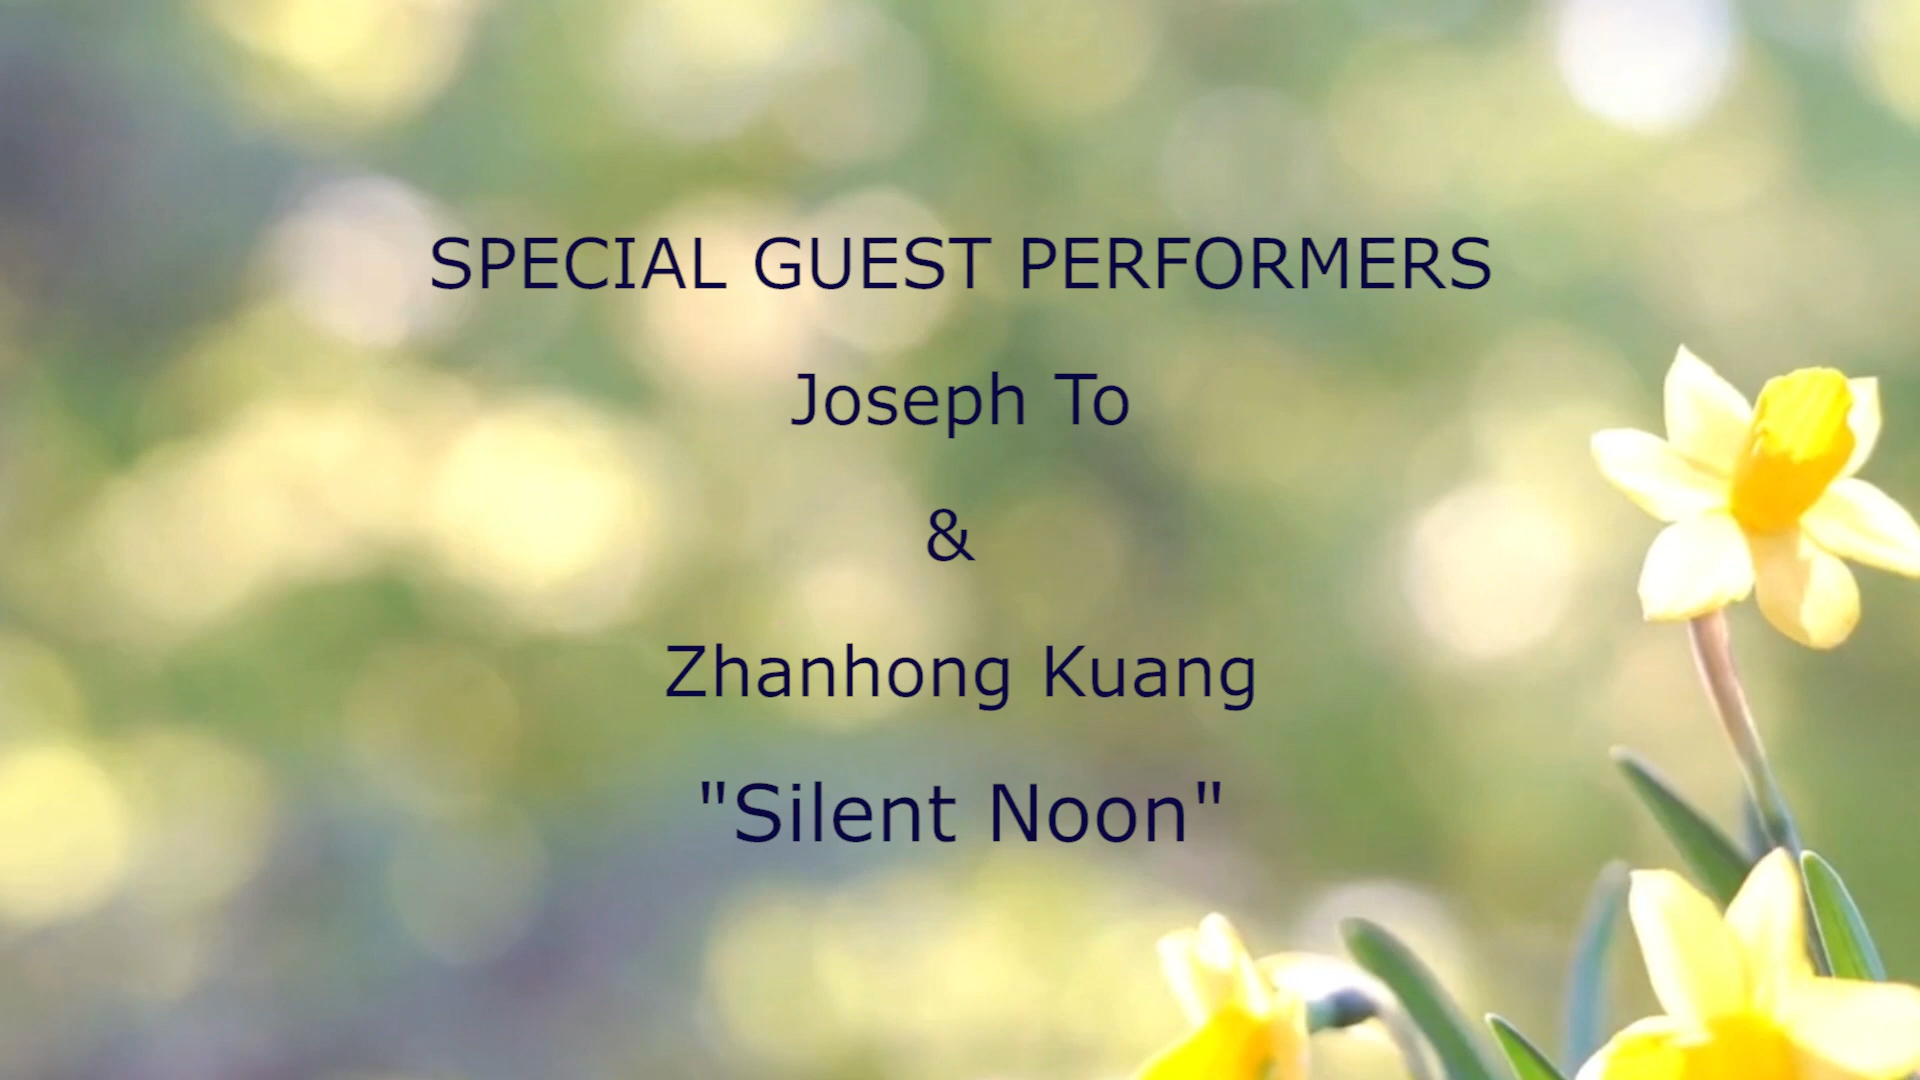 SPECIAL GUEST PERFORMERS
Joseph To
&
Zhanhong Kuang
"Silent Noon"